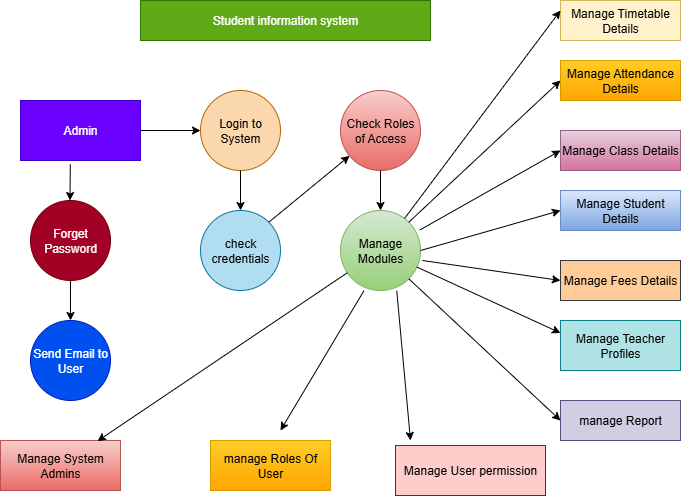 Student information system
Manage Timetable
Details
Manage Attendance
Details
Admin
Login to
System
Check Roles
of Access
Manage Class Details
Manage Student
Details
Forget
Password
check
credentials
Manage
Modules
Manage Fees Details
Manage Teacher
Profiles
Send Email to
User
manage Report
Manage System
Admins
manage Roles Of
User
Manage User permission